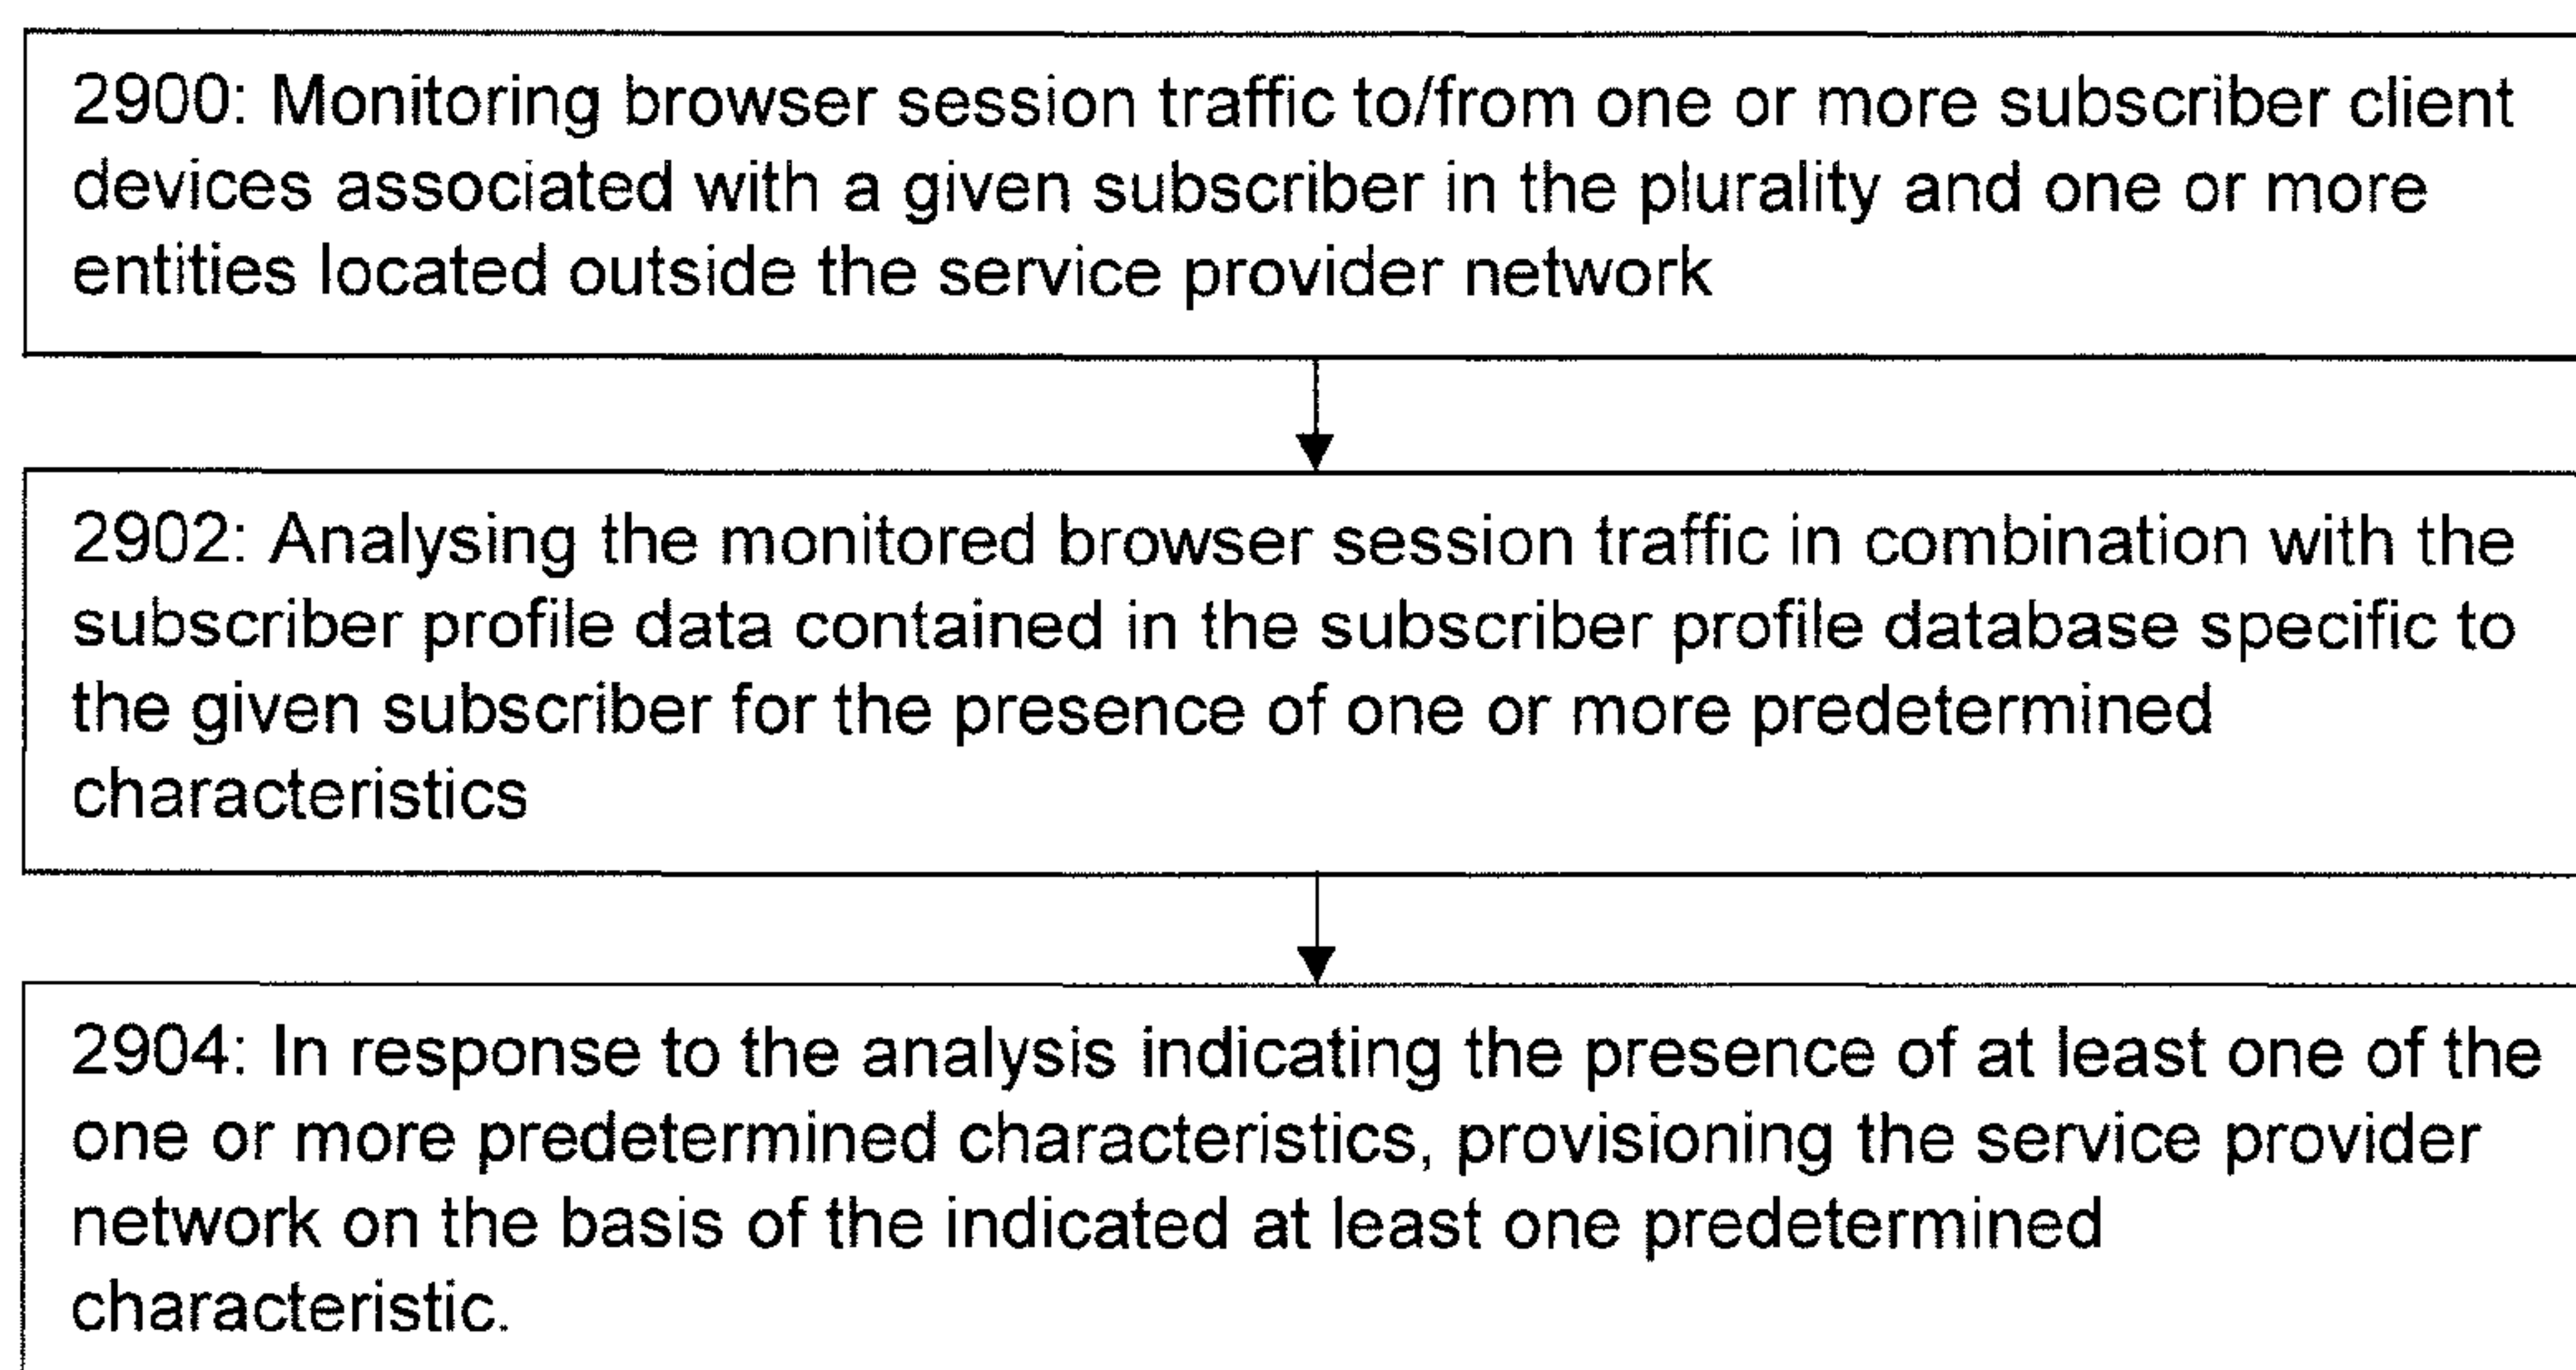 2900: Monitoring browser session traffic to/from one or more subscriber client
devices associated with a given subscriber in the plurality and one or more
entities located outside the service provider network
2902: Analysing the monitored browser session traffic in combination with the
subscriber profile data contained in the subscriber profile database specific to
the given subscriber for the presence of one or more predetermined
characteristics
2904: In response to the analysis indicating the presence of at least one of the
one or more predetermined characteristics, provisioning the service provider
network on the basis of the indicated at least one predetermined
characteristic.